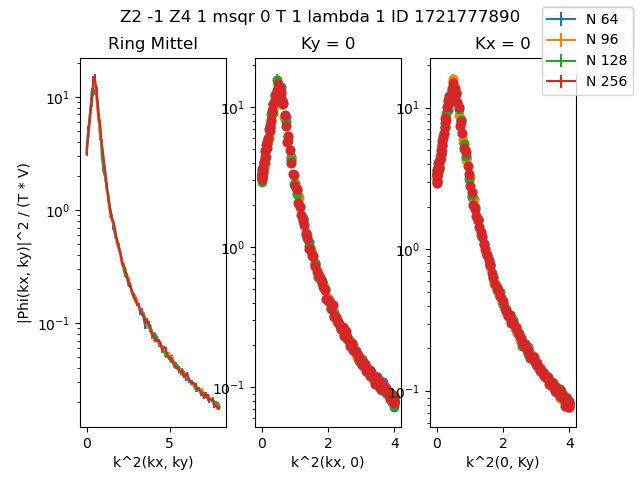 Z2 -1 Z4 1 msqr 0 T 1 lambda 1 ID 1721777890
Ring Mittel
Ky = 0
Kx = 0
N 64
N 96
N 128
N 256
|Phi(kx, ky)|^2 / (T * V)
10^1
10^0
10^-1
10^1
10^0
10^-1
10^1
10^0
10^-1
0 5
0 2 4
0 2 4
k^2(kx, ky)
k^2(kx, 0)
k^2(0, Ky)